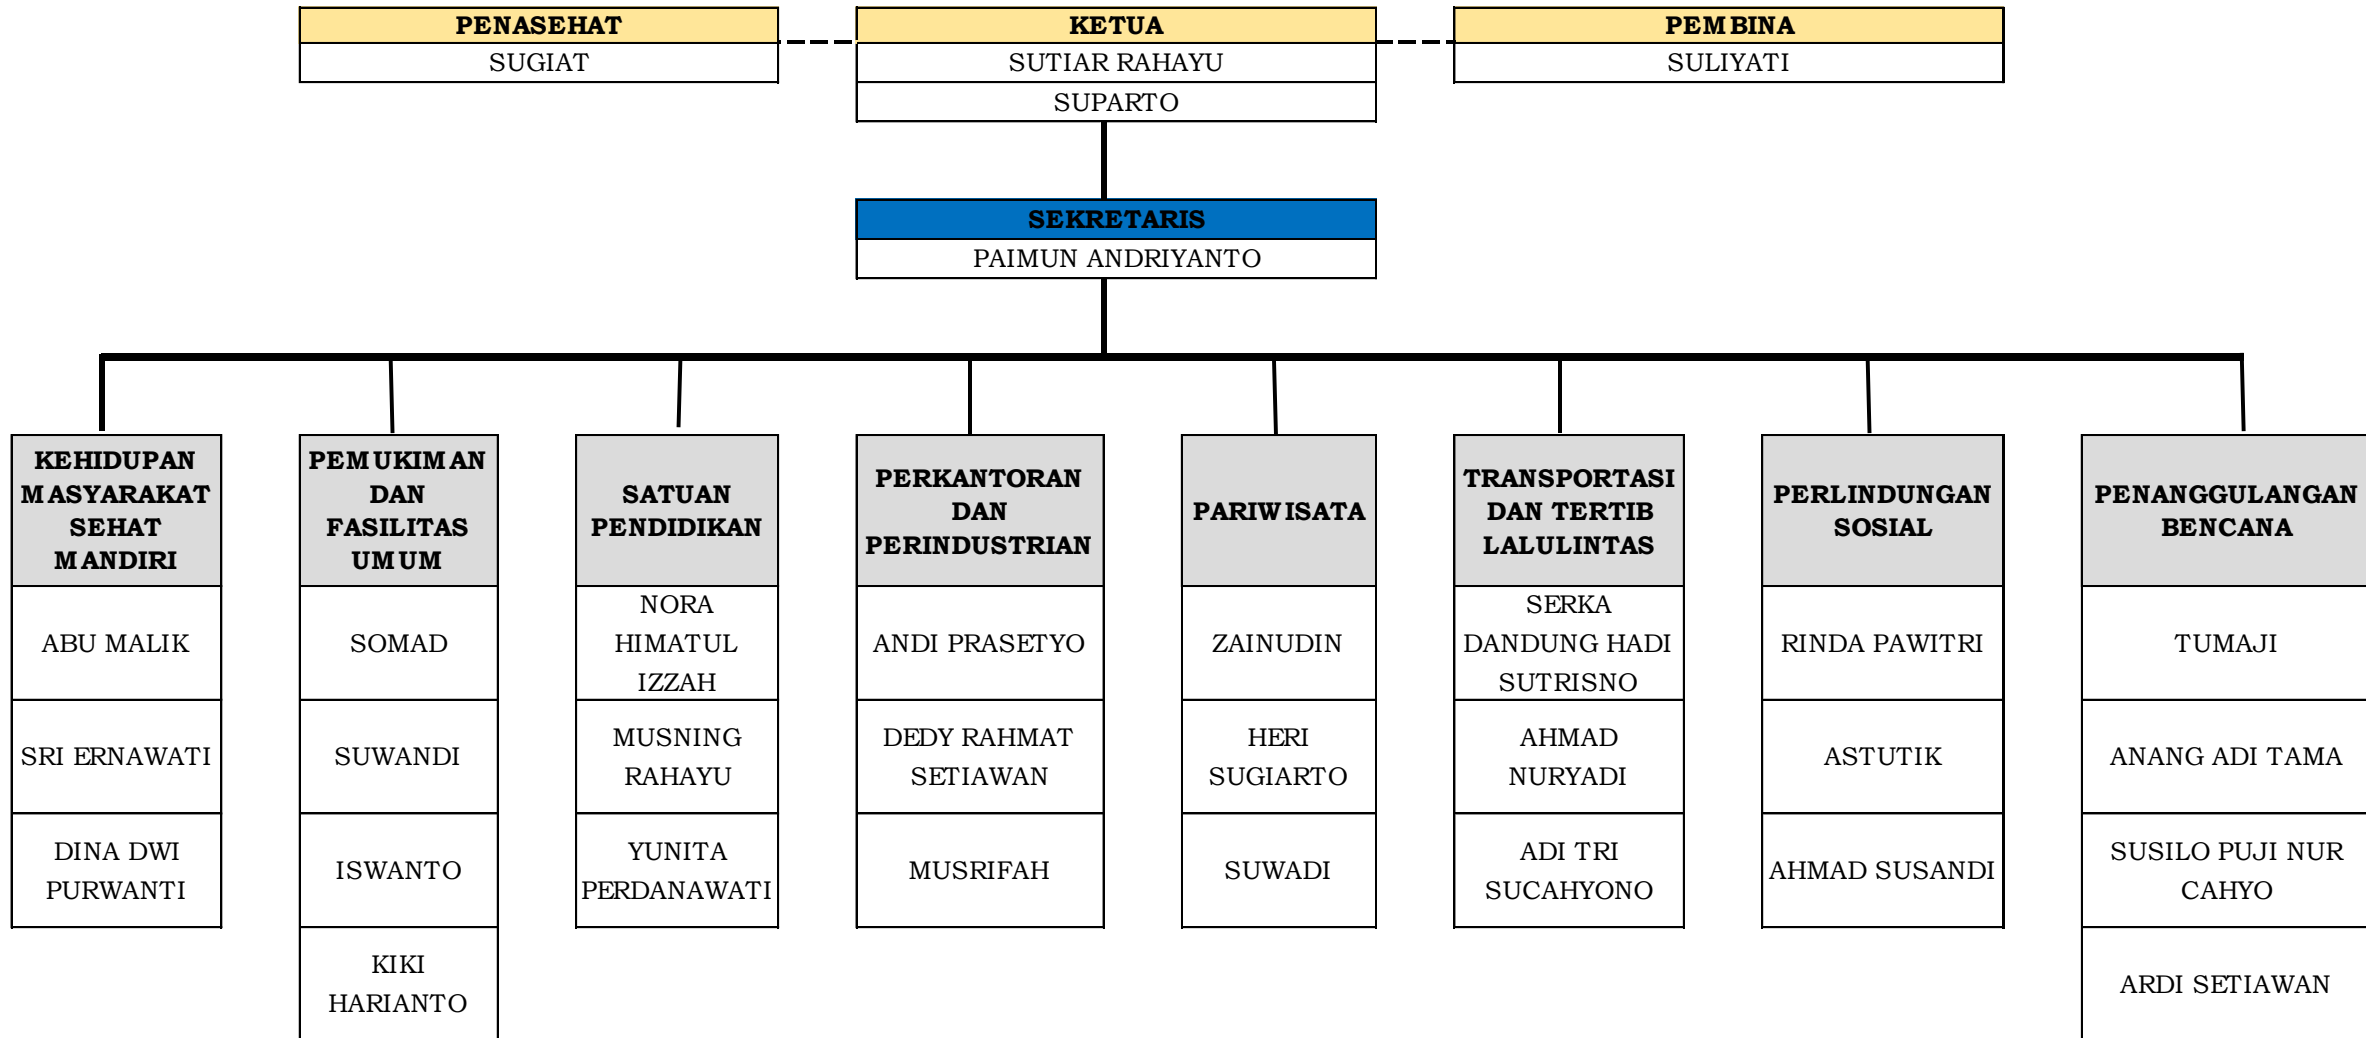 PENASEHAT
SUGIAT
KETUA
SUTIAR RAHAYU
SUPARTO
PEMBINA
SULIYATI
SEKRETARIS
PAIMUN ANDRIYANTO
KEHIDUPAN
MASYARAKAT
SEHAT
MANDIRI
ABU MALIK
SRI ERNAWATI
DINA DWI
PURWANTI
PEMUKIMAN
DAN
FASILITAS
UMUM
SOMAD
SUWANDI
ISWANTO
KIKI
HARIANTO
SATUAN
PENDIDIKAN
NORA
HIMATUL
IZZAH
MUSNING
RAHAYU
YUNITA
PERDANAWATI
PERKANTORAN
DAN
PERINDUSTRIAN
ANDI PRASETYO
DEDY RAHMAT
SETIAWAN
MUSRIFAH
PARIWISATA
ZAINUDIN
HERI
SUGIARTO
SUWADI
TRANSPORTASI
DAN TERTIB
LALULINTAS
SERKA
DANDUNG HADI
SUTRISNO
AHMAD
NURYADI
ADI TRI
SUCAHYONO
PERLINDUNGAN
SOSIAL
RINDA PAWITRI
ASTUTIK
AHMAD SUSANDI
PENANGGULANGAN
BENCANA
TUMAJI
ANANG ADI TAMA
SUSILO PUJI NUR
CAHYO
ARDI SETIAWAN